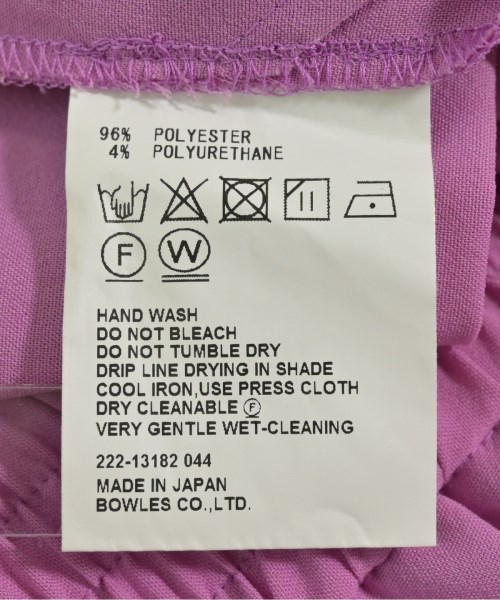 96% POLYESTER
4% POLYURETHANE
F W
HAND WASH
DO NOT BLEACH
DO NOT TUMBLE DRY
DRIP LINE DRYING IN SHADE
COOL IRON,USE PRESS CLOTH
DRY CLEANABLE Ⓕ
VERY GENTLE WET-CLEANING
222-13182 044
MADE IN JAPAN
BOWLES CO.,LTD.